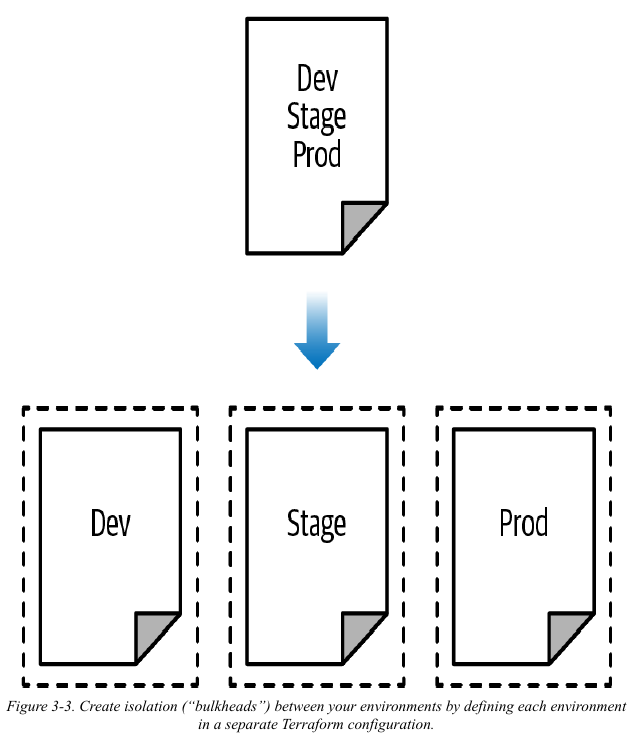 Dev
Stage
Prod
Dev
Stage
Prod
Figure 3-3. Create isolation (“bulkheads”) between your environments by defining each environment
in a separate Terraform configuration.